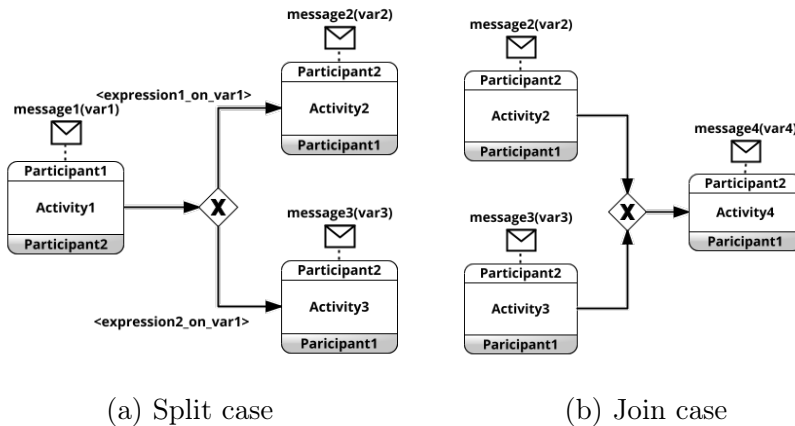 message1(var1)
Participant1
Activity1
Participant2
<expression1_on_var1>
<expression2_on_var1>
message2(var2)
Participant2
Activity2
Participant1
message3(var3)
Participant2
Activity3
Paricipant1
(a) Split case
message2(var2)
Participant2
Activity2
Paricipant1
message3(var3)
Participant2
Activity3
Paricipant1
message4(var4)
Participant2
Activity4
Paricipant1
(b) Join case